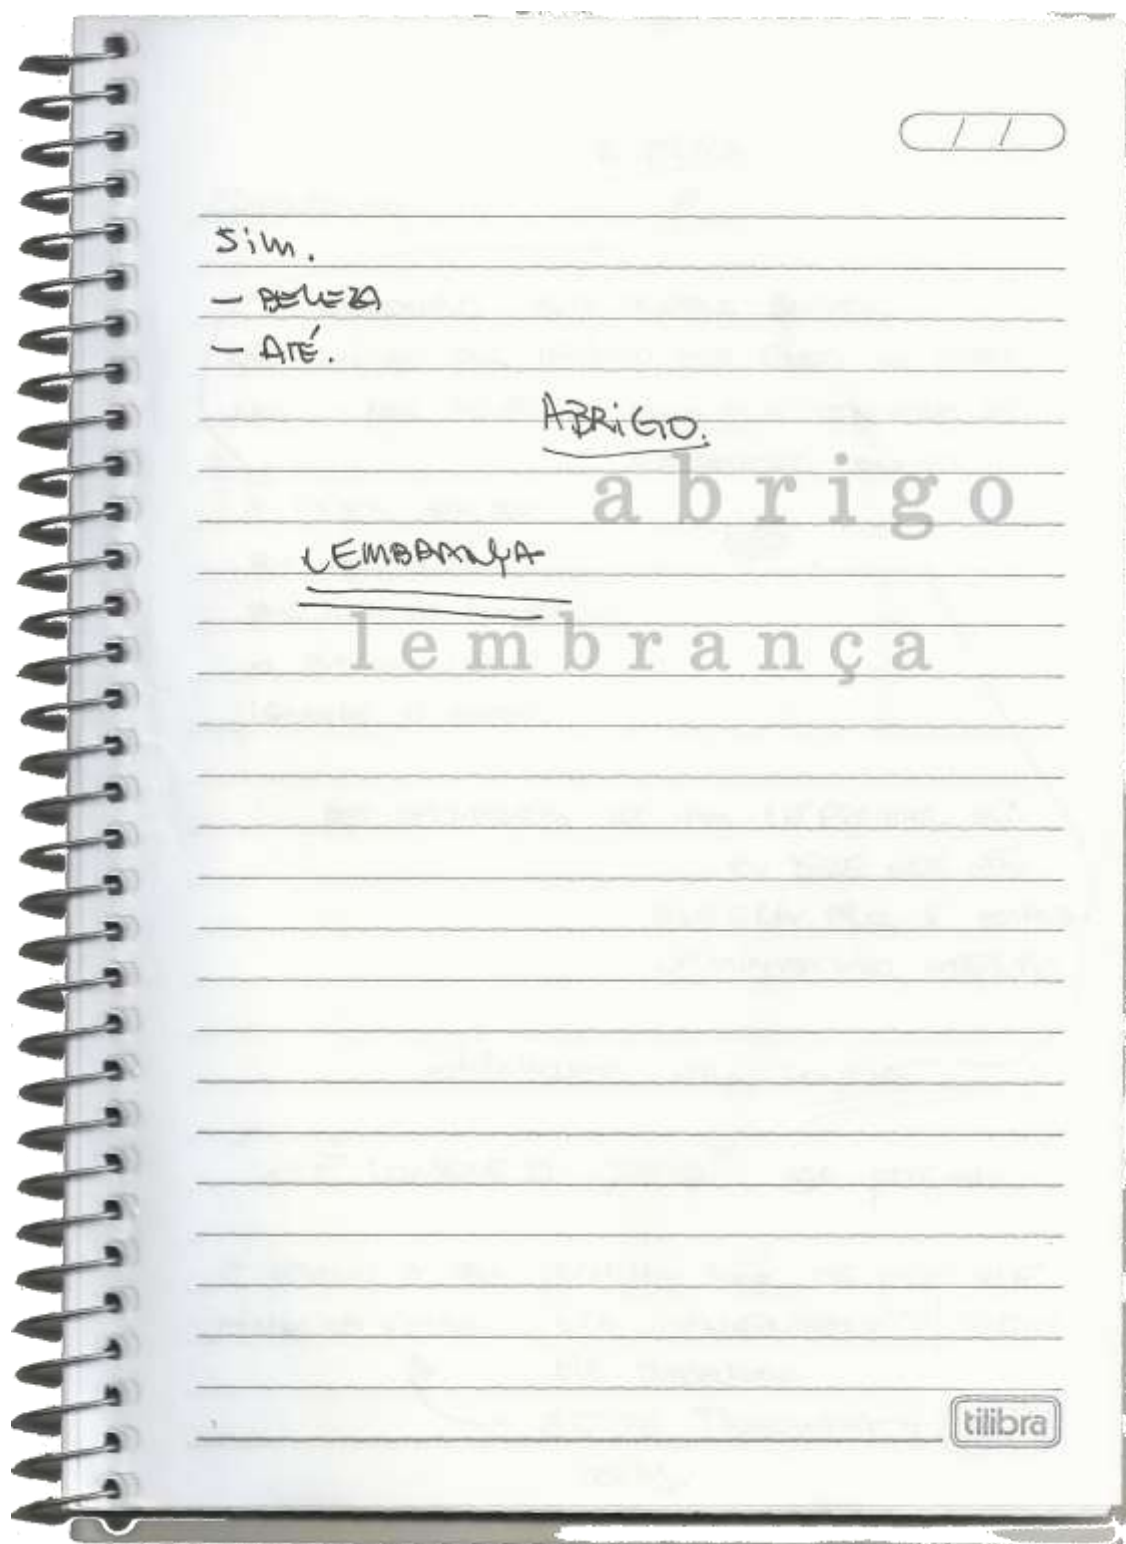 / /
Sim.
- BELEZA
- ATÉ.
ABRIGO.
abrigo
LEMBRANÇA
lembrança
tilibra